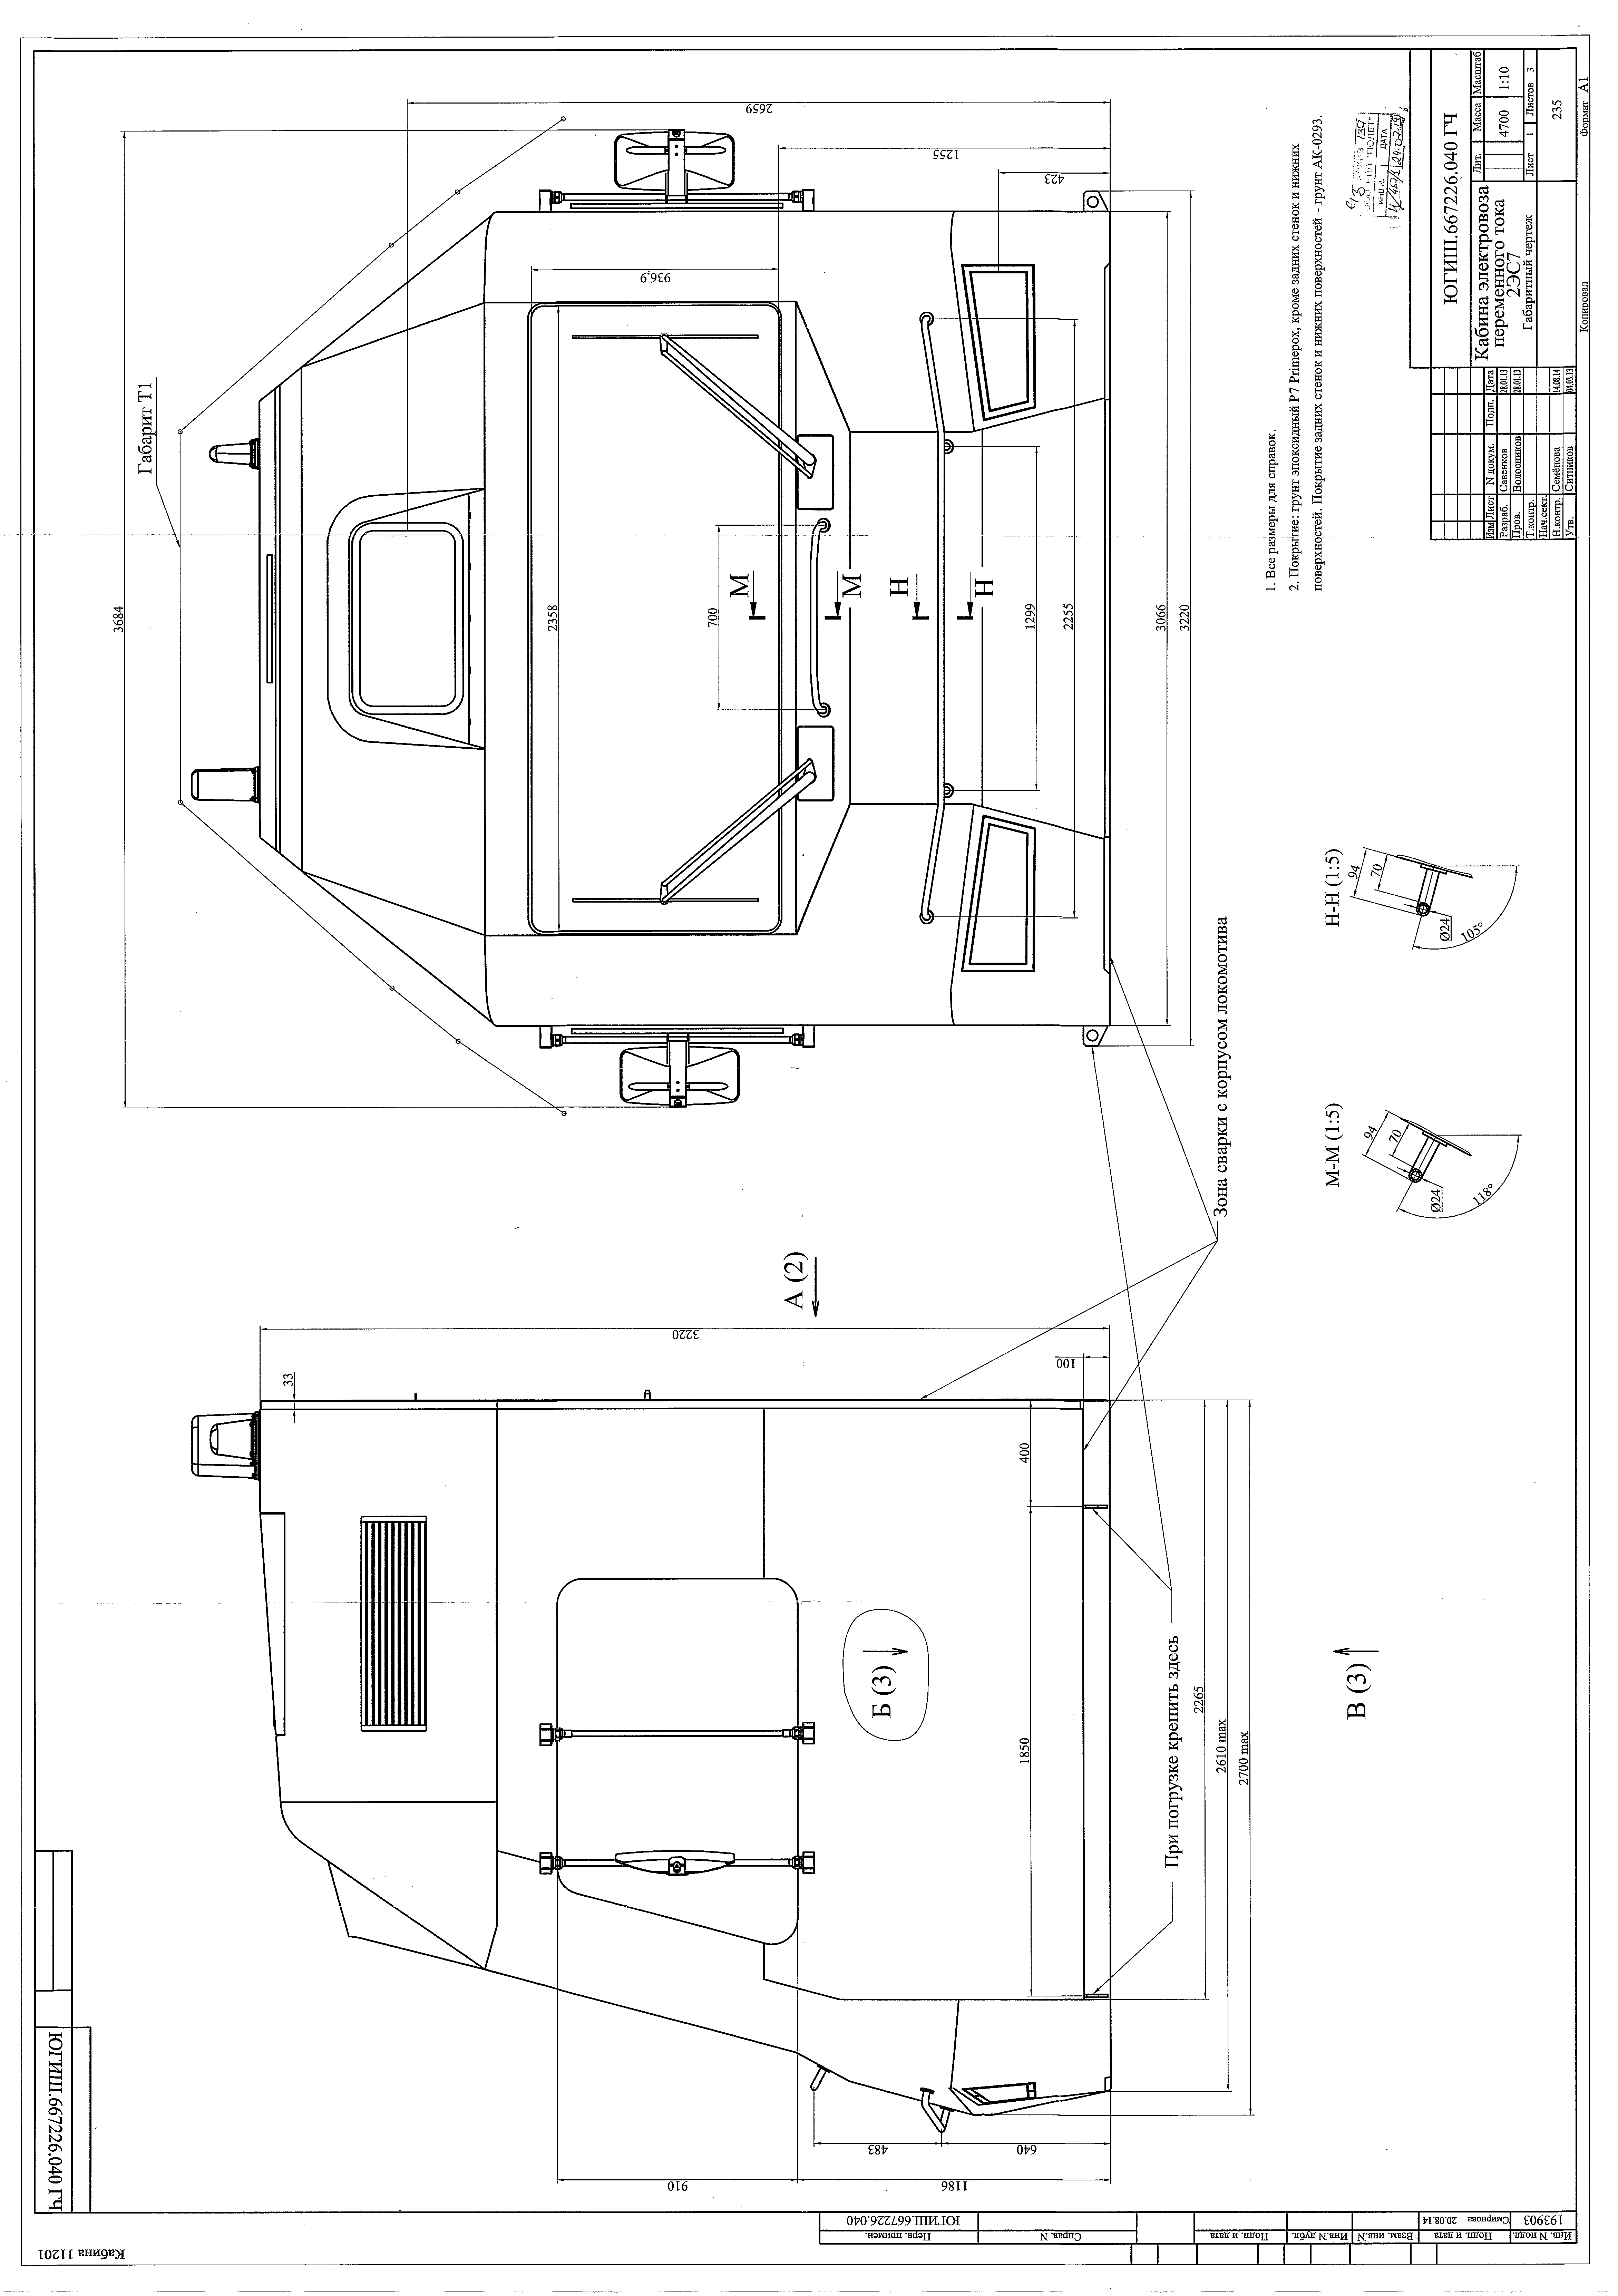 Кабина 11201
ЮГИШ.667226.040 ГЧ
Перв. примен.
ЮГИШ.667226.040
Справ. N
Подп. и дата
Инв.N дубл.
Взам. инв.N
Подп. и дата
Смирнова 20.08.14
Инв. N подл.
193903
33
3220
100
400
1850
2265
2610 max
2700 max
483
640
910
1186
А (2)
Б (3)
В (3)
При погрузке крепить здесь
Зона сварки с корпусом локомотива
Габарит Т1
3684
2659
1255
423
936,9
2358
700
М
М
Н
Н
1299
2255
3066
3220
М-М (1:5)
94
70
Ø24
118°
Н-Н (1:5)
94
70
Ø24
105°
1. Все размеры для справок.
2. Покрытие: грунт эпоксидный P7 Primepox, кроме задних стенок и нижних
поверхностей. Покрытие задних стенок и нижних поверхностей - грунт АК-0293.
ДАТА
ЮГИШ.667226.040 ГЧ
Изм Лист N докум. Подп. Дата
Разраб. Савенков 28.01.13
Пров. Волосников 28.01.13
Т.контр.
Нач.сект.
Н.контр. Семёнова 14.08.14
Утв. Ситников 04.03.13
Кабина электровоза
переменного тока
2ЭС7
Габаритный чертеж
Лит. Масса Масштаб
4700 1:10
Лист 1 Листов 3
235
Копировал
Формат А1